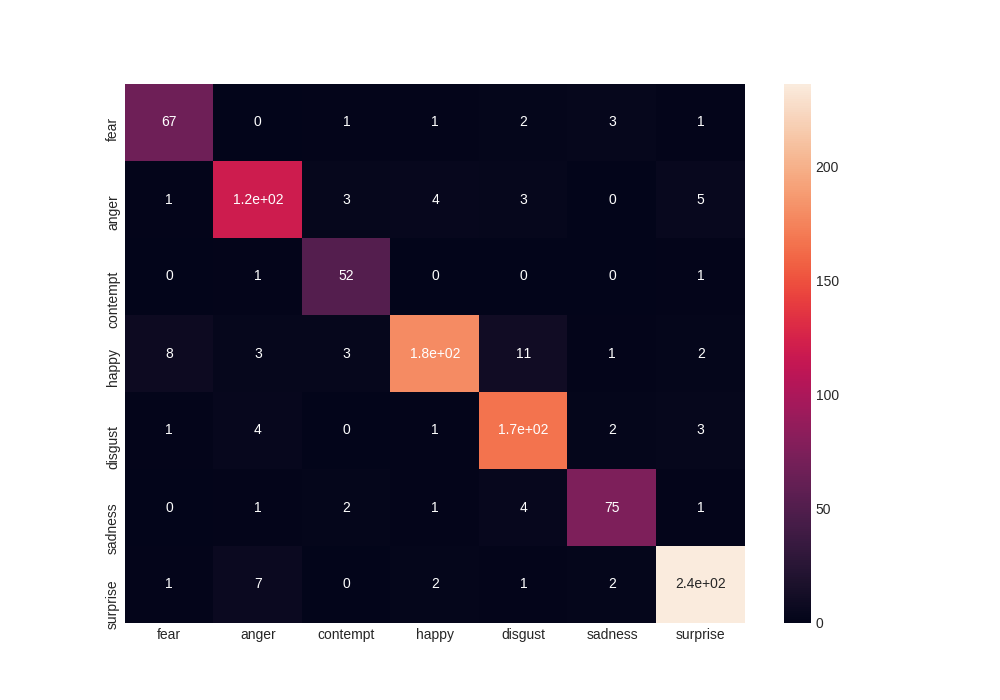 fear 67 0 1 1 2 3 1
anger 1 1.2e+02 3 4 3 0 5
contempt 0 1 52 0 0 0 1
happy 8 3 3 1.8e+02 11 1 2
disgust 1 4 0 1 1.7e+02 2 3
sadness 0 1 2 1 4 75 1
surprise 1 7 0 2 1 2 2.4e+02
fear anger contempt happy disgust sadness surprise
200
150
100
50
0